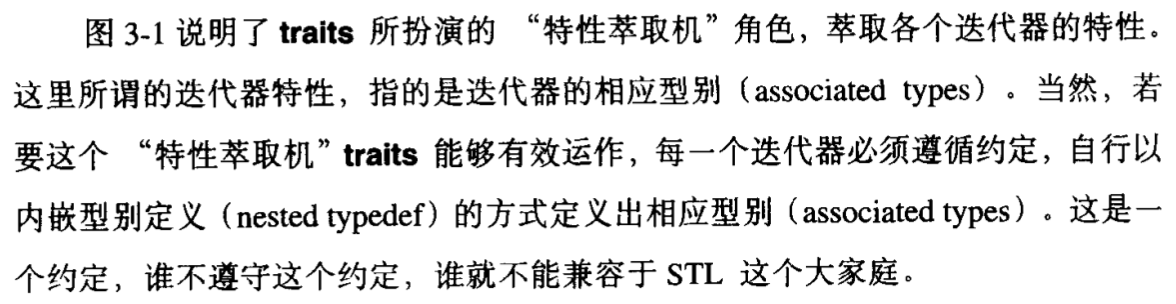 图 3-1 说明了 traits 所扮演的 “特性萃取机”角色，萃取各个迭代器的特性。
这里所谓的迭代器特性，指的是迭代器的相应型别（associated types）。当然，若
要这个 “特性萃取机”traits 能够有效运作，每一个迭代器必须遵循约定，自行以
内嵌型别定义（nested typedef）的方式定义出相应型别（associated types）。这是一
个约定，谁不遵守这个约定，谁就不能兼容于 STL 这个大家庭。